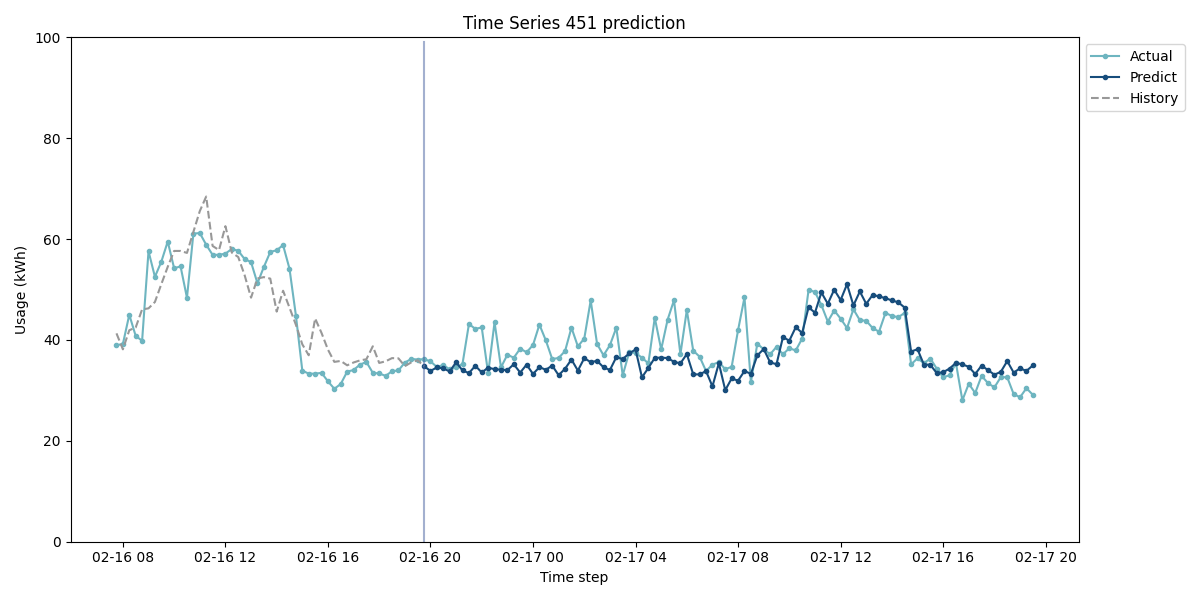 Time Series 451 prediction
100
80
60
40
20
0
Usage (kWh)
02-16 08
02-16 12
02-16 16
02-16 20
02-17 00
02-17 04
02-17 08
02-17 12
02-17 16
02-17 20
Time step
Actual
Predict
History